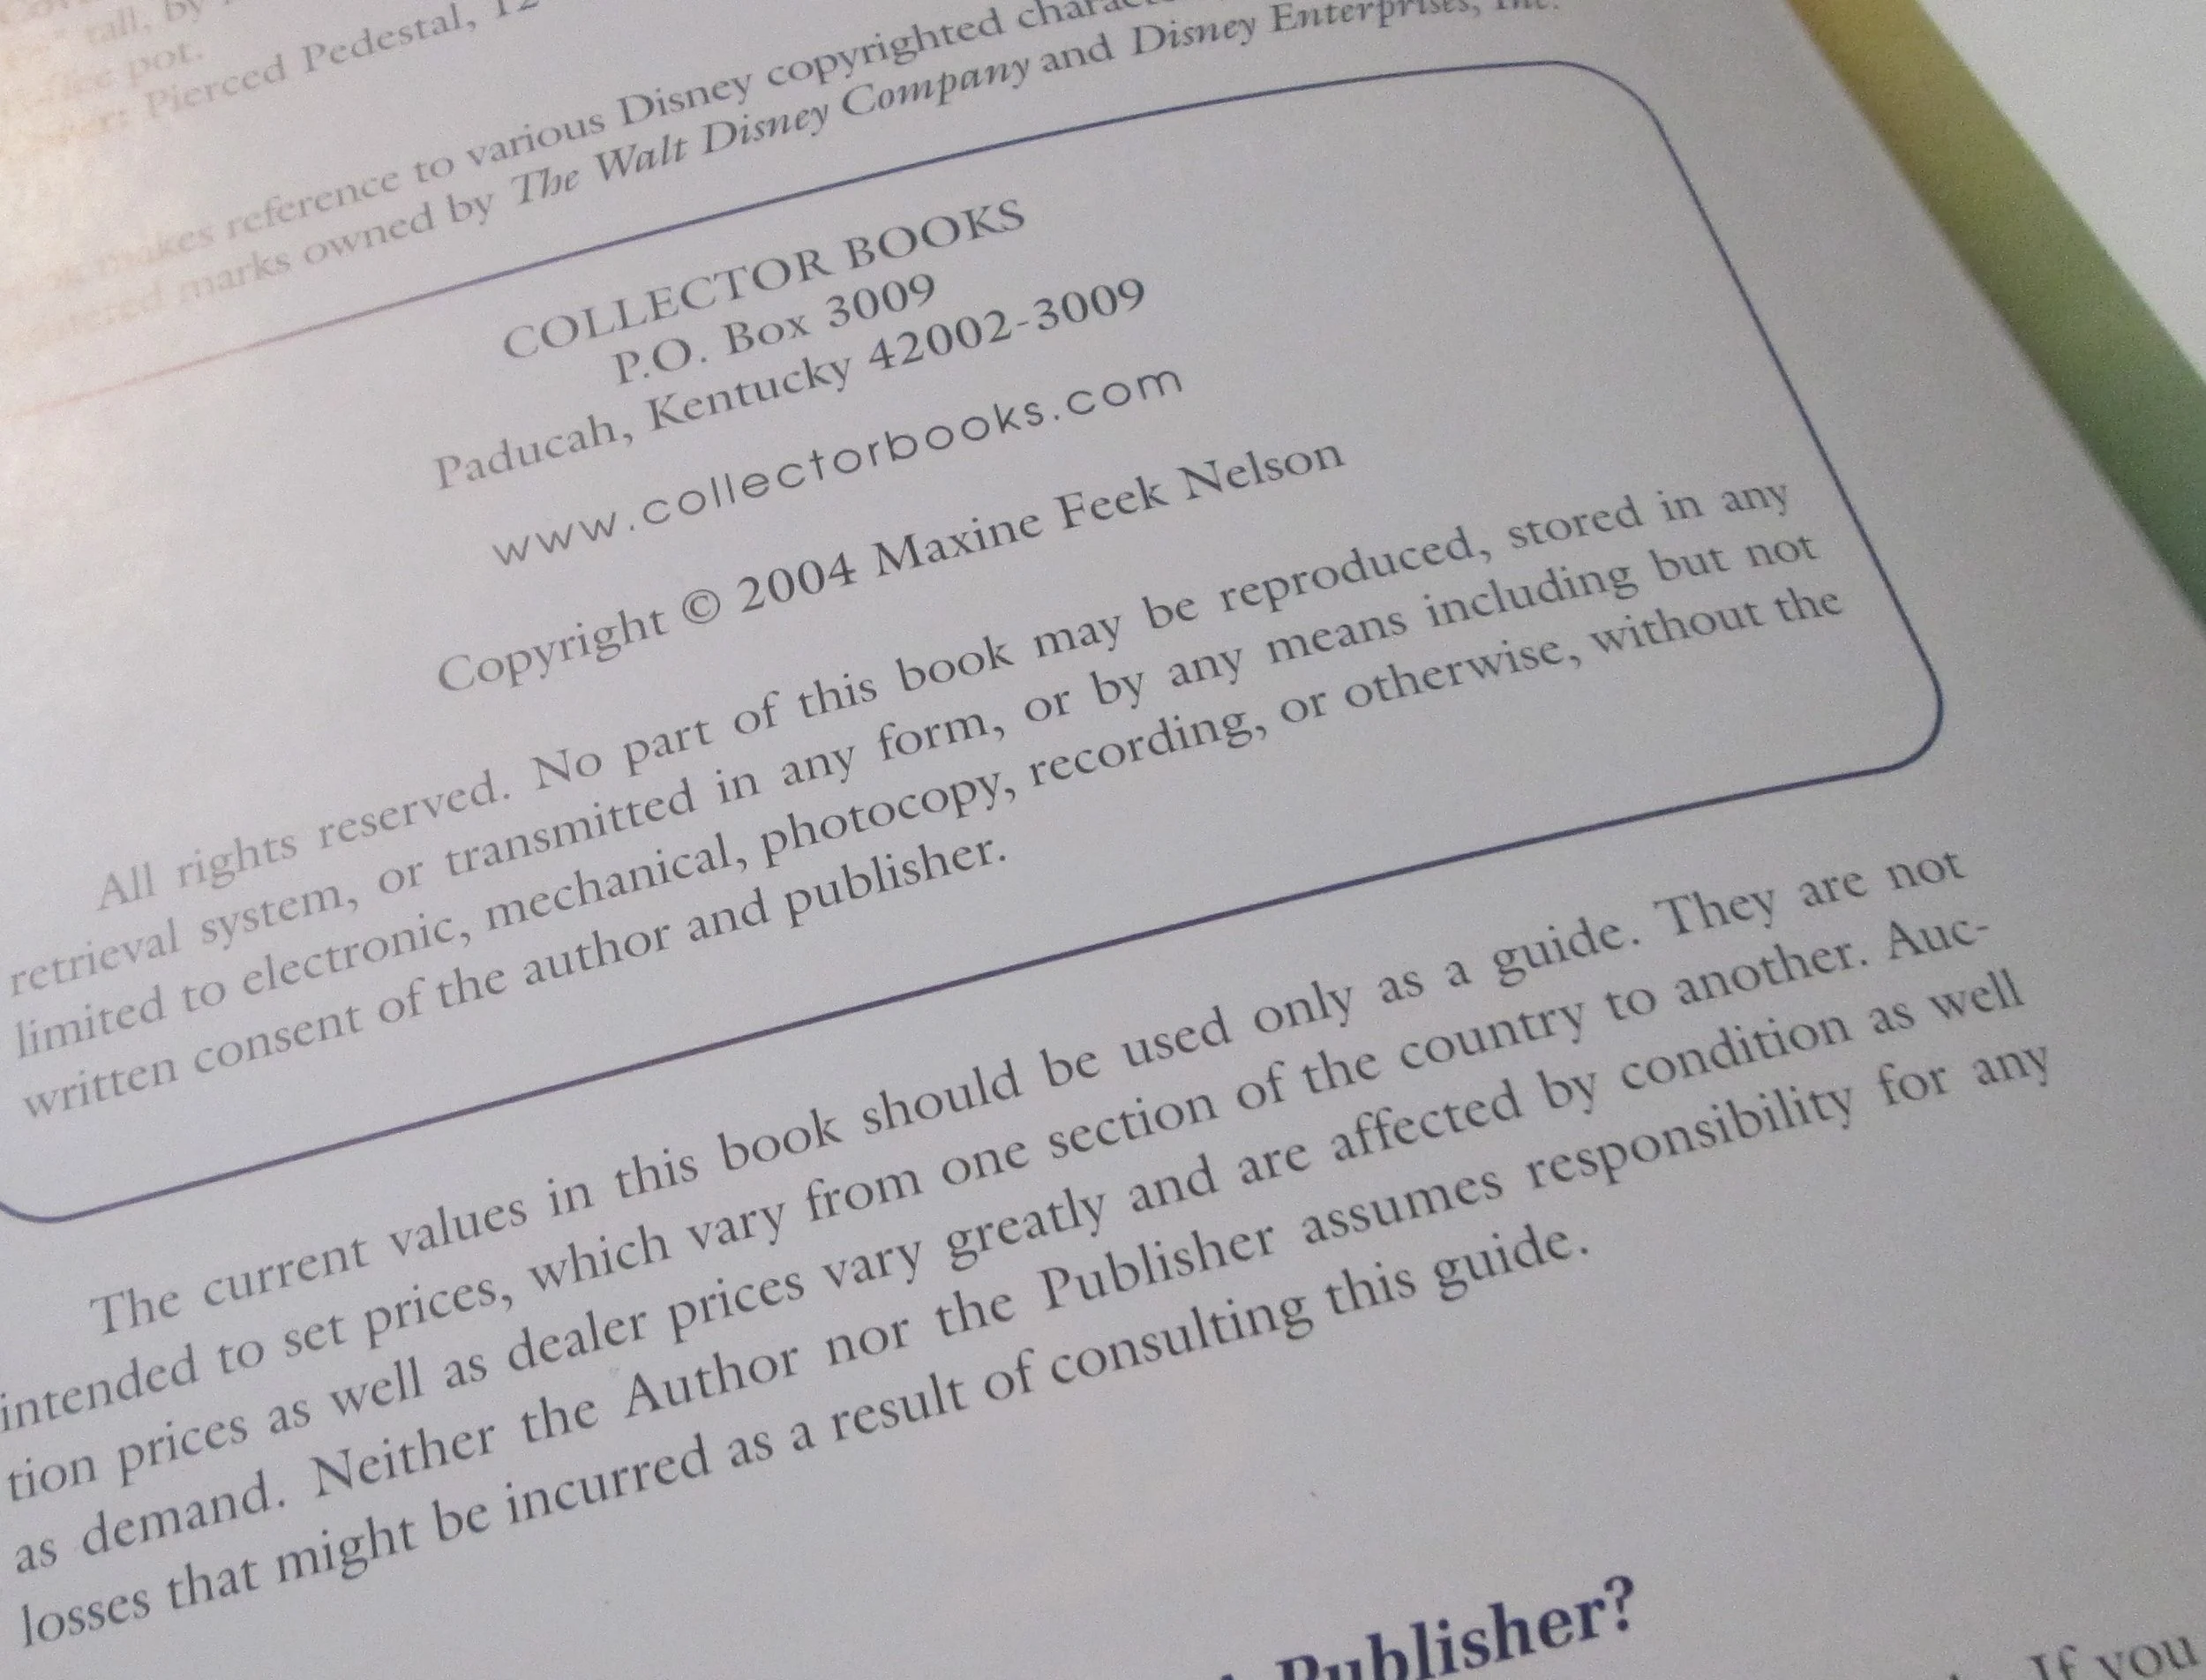 tall, by
pot.
Pierced Pedestal, 12
makes reference to various Disney copyrighted
marks owned by The Walt Disney Company and Disney Enterprises, Inc.
COLLECTOR BOOKS
P.O. Box 3009
Paducah, Kentucky 42002-3009
www.collectorbooks.com
Copyright © 2004 Maxine Feek Nelson
All rights reserved. No part of this book may be reproduced, stored in any
retrieval system, or transmitted in any form, or by any means including but not
limited to electronic, mechanical, photocopy, recording, or otherwise, without the
written consent of the author and publisher.
The current values in this book should be used only as a guide. They are not
intended to set prices, which vary from one section of the country to another. Auc-
tion prices as well as dealer prices vary greatly and are affected by condition as well
as demand. Neither the Author nor the Publisher assumes responsibility for any
losses that might be incurred as a result of consulting this guide.
Publisher?
If you